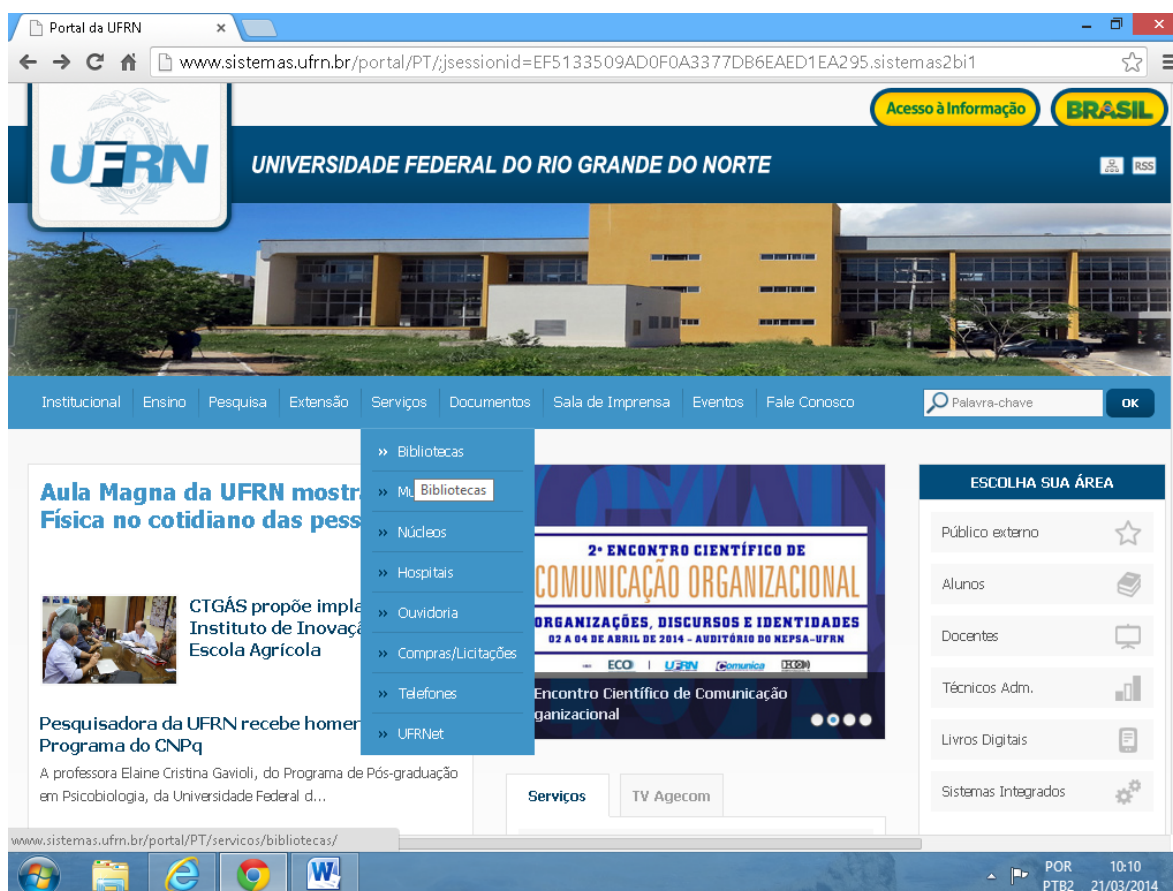 Portal da UFRN
www.sistemas.ufrn.br/portal/PT/;jsessionid=EF5133509AD0F0A3377DB6EAED1EA295.sistemas2bi1
Acesso à Informação
BRASIL
UFRN
UNIVERSIDADE FEDERAL DO RIO GRANDE DO NORTE
RSS
Institucional Ensino Pesquisa Extensão Serviços Documentos Sala de Imprensa Eventos Fale Conosco
Palavra-chave
OK
» Bibliotecas
» Mu
Bibliotecas
» Núcleos
» Hospitais
» Ouvidoria
» Compras/Licitações
» Telefones
» UFRNet
Aula Magna da UFRN mostr
Física no cotidiano das pess
CTGÁS propõe impla
Instituto de Inovaçã
Escola Agrícola
Pesquisadora da UFRN recebe homen
Programa do CNPq
A professora Elaine Cristina Gavioli, do Programa de Pós-graduação
em Psicobiologia, da Universidade Federal d...
2º ENCONTRO CIENTÍFICO DE
COMUNICAÇÃO ORGANIZACIONAL
ORGANIZAÇÕES, DISCURSOS E IDENTIDADES
02 A 04 DE ABRIL DE 2014 - AUDITÓRIO DO NEPSA-UFRN
ECO UFRN Comunica
Encontro Científico de Comunicação
ganizacional
Serviços
TV Agecom
ESCOLHA SUA ÁREA
Público externo
Alunos
Docentes
Técnicos Adm.
Livros Digitais
Sistemas Integrados
www.sistemas.ufrn.br/portal/PT/servicos/bibliotecas/
POR
PTB2
10:10
21/03/2014